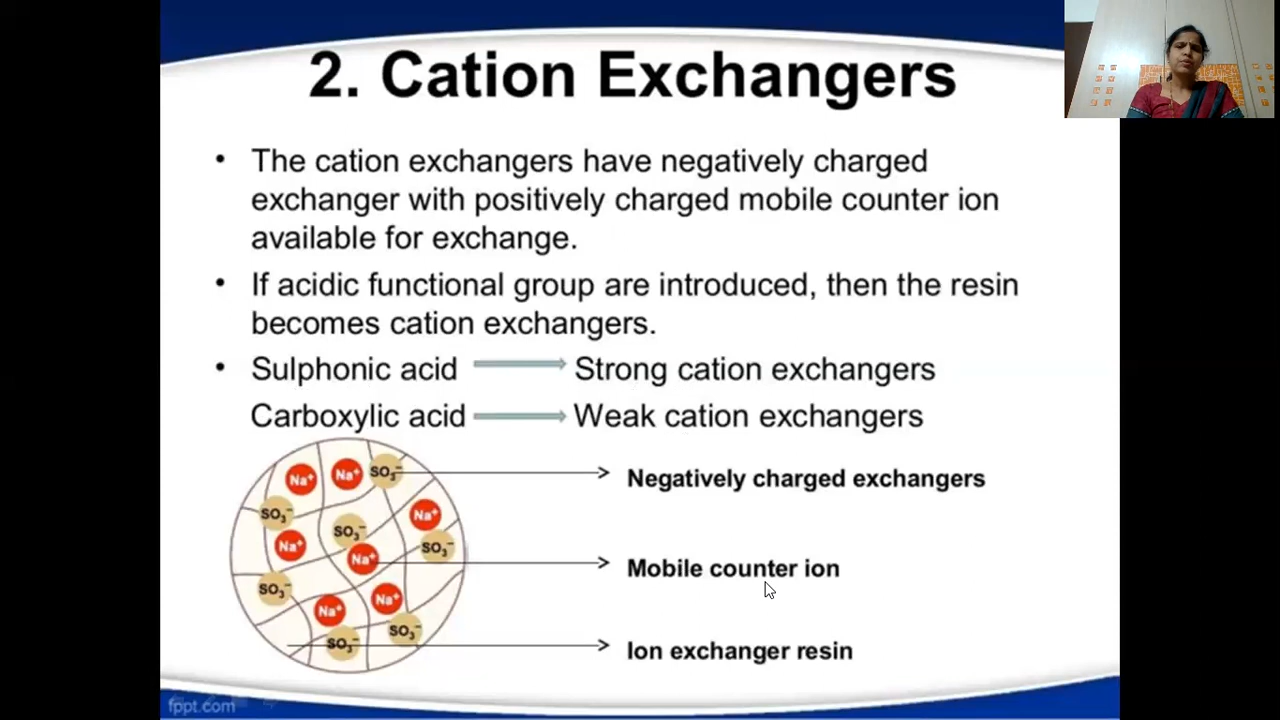 2. Cation Exchangers
• The cation exchangers have negatively charged
exchanger with positively charged mobile counter ion
available for exchange.
• If acidic functional group are introduced, then the resin
becomes cation exchangers.
• Sulphonic acid Strong cation exchangers
Carboxylic acid Weak cation exchangers
Na⁺ Na⁺ SO₃⁻ Negatively charged exchangers
SO₃⁻ Na⁺
Na⁺ SO₃⁻ SO₃⁻
Na⁺ Mobile counter ion
SO₃⁻ Na⁺
Na⁺ SO₃⁻
SO₃⁻ Ion exchanger resin
fppt.com